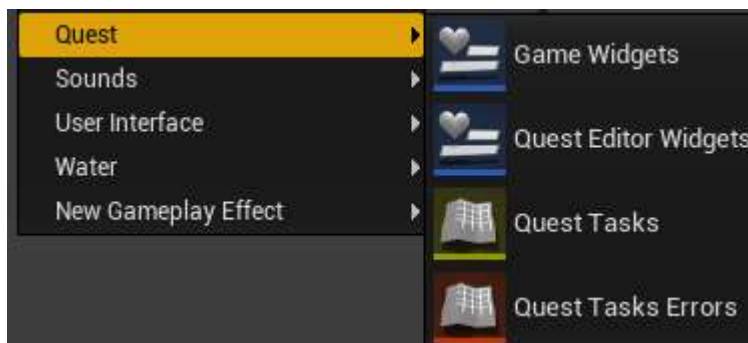 Quest
Sounds
User Interface
Water
New Gameplay Effect
Game Widgets
Quest Editor Widgets
Quest Tasks
Quest Tasks Errors